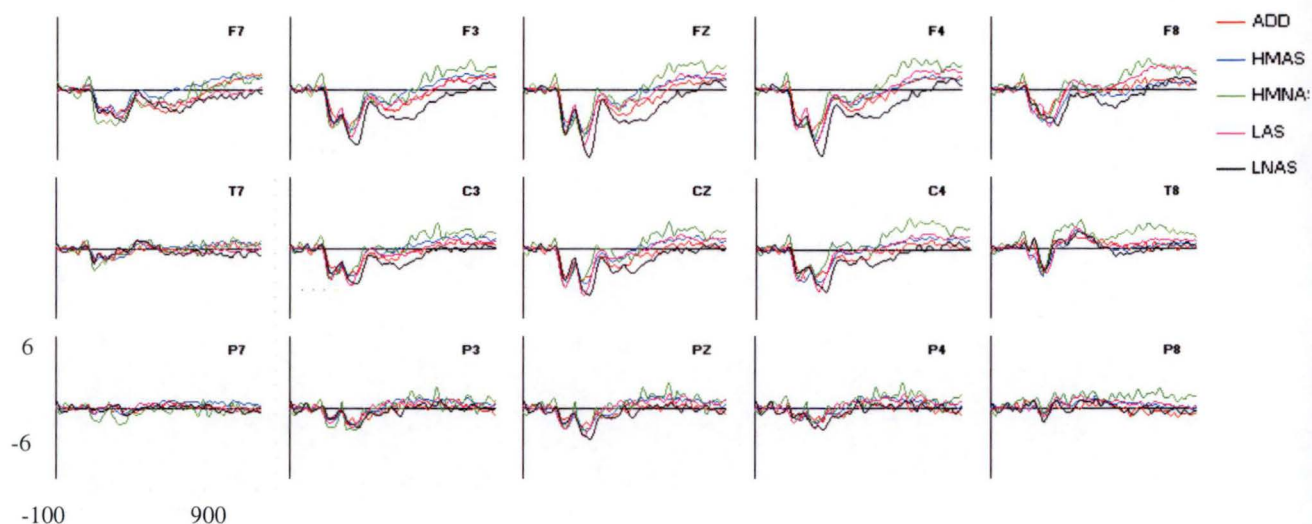 F7 F3 FZ F4 F8
ADD
HMAS
HMNAS
LAS
LNAS
T7 C3 CZ C4 T8
6
P7 P3 PZ P4 P8
-6
-100 900